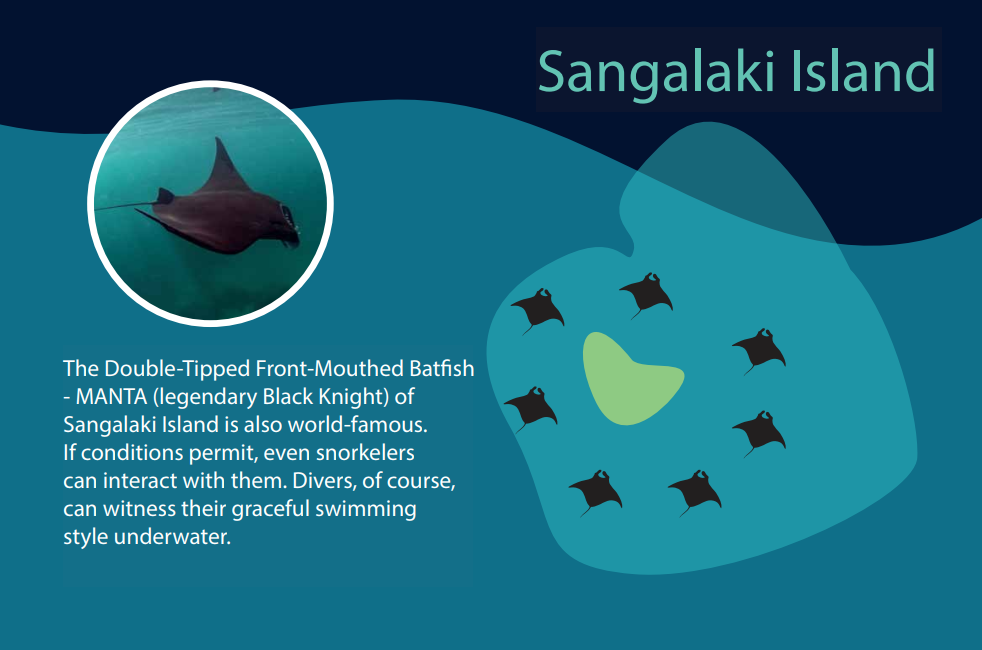 Sangalaki Island
The Double-Tipped Front-Mouthed Batfish
- MANTA (legendary Black Knight) of
Sangalaki Island is also world-famous.
If conditions permit, even snorkelers
can interact with them. Divers, of course,
can witness their graceful swimming
style underwater.